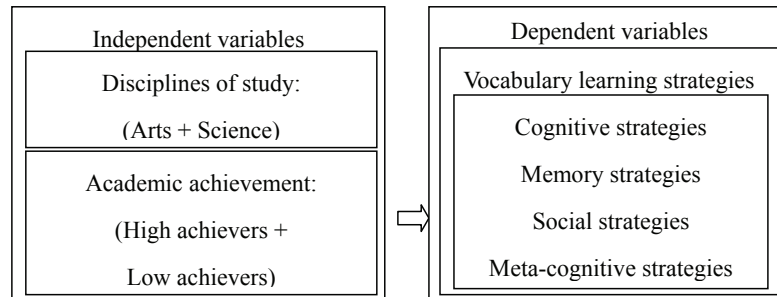 Independent variables
Disciplines of study:
(Arts + Science)
Academic achievement:
(High achievers +
Low achievers)
Dependent variables
Vocabulary learning strategies
Cognitive strategies
Memory strategies
Social strategies
Meta-cognitive strategies